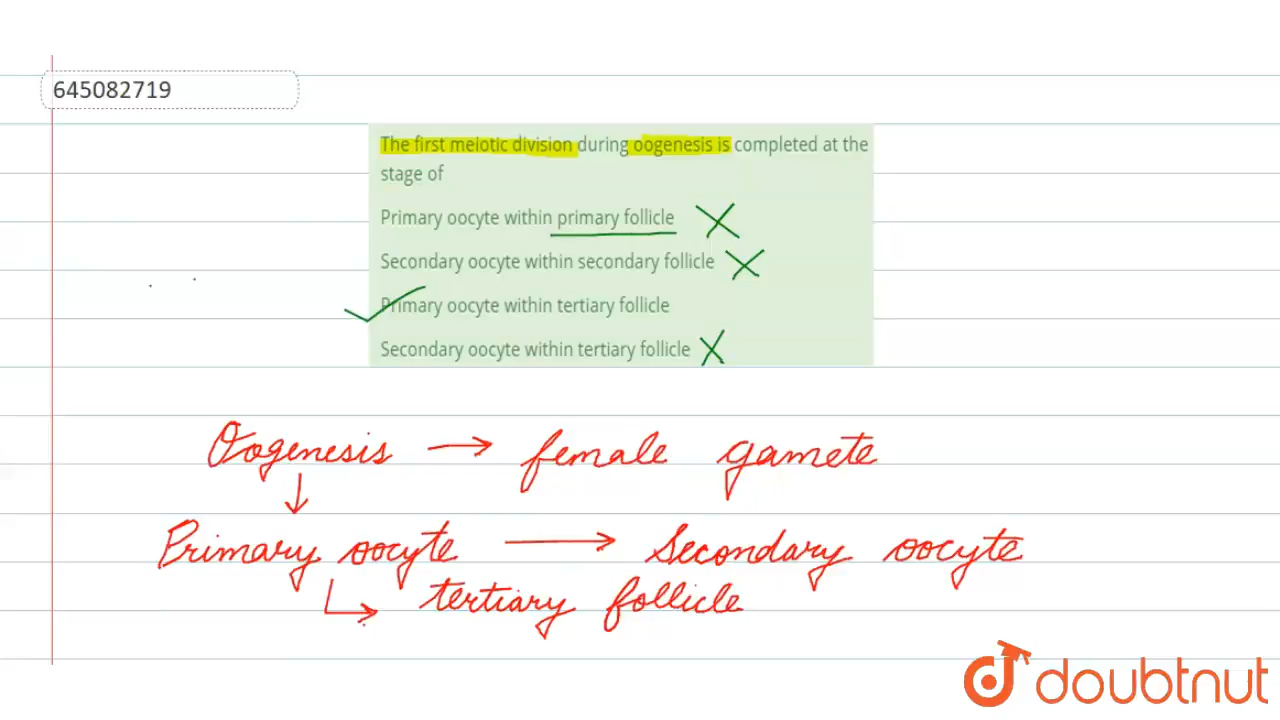 645082719
The first meiotic division during oogenesis is completed at the
stage of
Primary oocyte within primary follicle
Secondary oocyte within secondary follicle
Primary oocyte within tertiary follicle
Secondary oocyte within tertiary follicle
Oogenesis → female gamete
Primary oocyte → Secondary oocyte
tertiary follicle
doubtnut